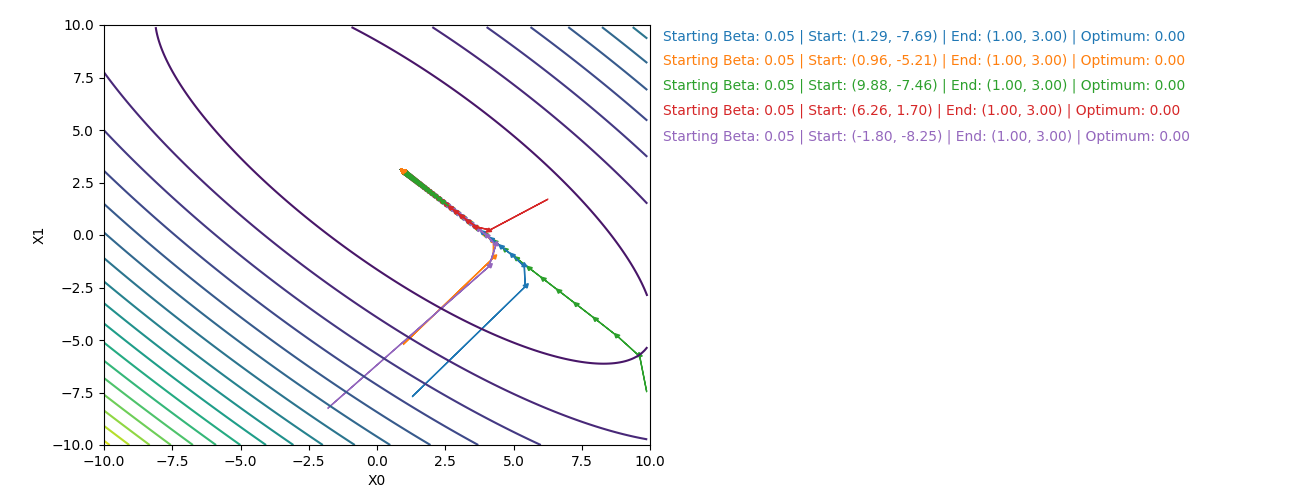 10.0
7.5
5.0
2.5
0.0
−2.5
−5.0
−7.5
−10.0
X1
−10.0 −7.5 −5.0 −2.5 0.0 2.5 5.0 7.5 10.0
X0
Starting Beta: 0.05 | Start: (1.29, -7.69) | End: (1.00, 3.00) | Optimum: 0.00
Starting Beta: 0.05 | Start: (0.96, -5.21) | End: (1.00, 3.00) | Optimum: 0.00
Starting Beta: 0.05 | Start: (9.88, -7.46) | End: (1.00, 3.00) | Optimum: 0.00
Starting Beta: 0.05 | Start: (6.26, 1.70) | End: (1.00, 3.00) | Optimum: 0.00
Starting Beta: 0.05 | Start: (-1.80, -8.25) | End: (1.00, 3.00) | Optimum: 0.00